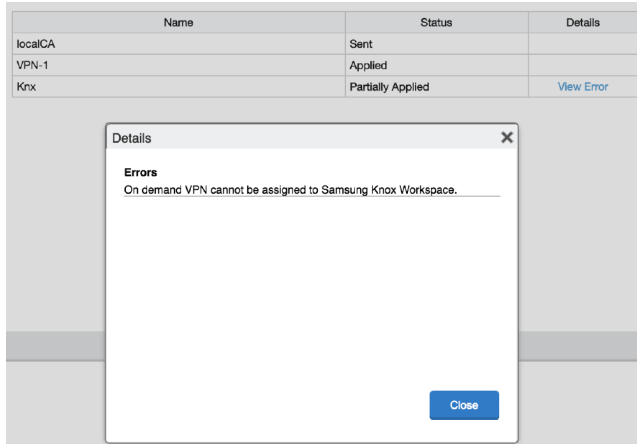 Name Status Details
localCA Sent
VPN-1 Applied
Knx Partially Applied View Error
Details
Errors
On demand VPN cannot be assigned to Samsung Knox Workspace.
Close